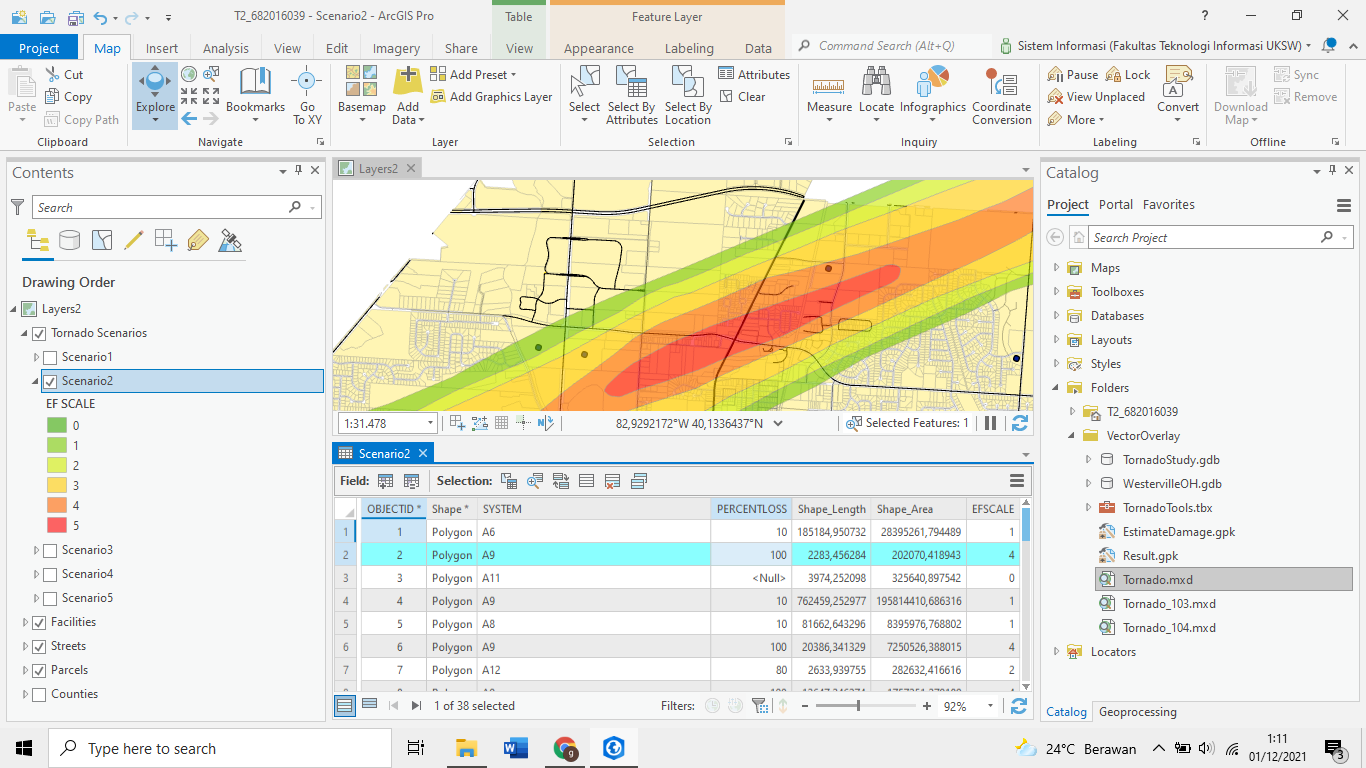 T2_682016039 - Scenario2 - ArcGIS Pro
Table
Feature Layer
?
Project Map Insert Analysis View Edit Imagery Share View Appearance Labeling Data
Command Search (Alt+Q)
Sistem Informasi (Fakultas Teknologi Informasi UKSW)
Paste
Cut
Copy
Copy Path
Clipboard
Explore
Bookmarks
Go To XY
Navigate
Basemap
Add Data
Add Preset
Add Graphics Layer
Layer
Select
Select By Attributes
Select By Location
Attributes
Clear
Selection
Measure
Locate
Infographics
Coordinate Conversion
Inquiry
Pause
Lock
View Unplaced
More
Convert
Labeling
Download Map
Sync
Remove
Offline
Contents
Search
Drawing Order
Layers2
Tornado Scenarios
Scenario1
Scenario2
EF SCALE
0
1
2
3
4
5
Scenario3
Scenario4
Scenario5
Facilities
Streets
Parcels
Counties
Layers2
1:31.478
82,9292172°W 40,1336437°N
Selected Features: 1
Scenario2
Field:
Selection:
OBJECTID * Shape * SYSTEM PERCENTLOSS Shape_Length Shape_Area EFSCALE
1 1 Polygon A6 10 185184,950732 28395261,794489 1
2 2 Polygon A9 100 2283,456284 202070,418943 4
3 3 Polygon A11 <Null> 3974,252098 325640,897542 0
4 4 Polygon A9 10 762459,252977 195814410,686316 1
5 5 Polygon A8 10 81662,643296 8395976,768802 1
6 6 Polygon A9 100 20386,341329 7250526,388015 4
7 7 Polygon A12 80 2633,939755 282632,416616 2
1 of 38 selected
Filters:
92%
Catalog
Project Portal Favorites
Search Project
Maps
Toolboxes
Databases
Layouts
Styles
Folders
T2_682016039
VectorOverlay
TornadoStudy.gdb
WestervilleOH.gdb
TornadoTools.tbx
EstimateDamage.gpk
Result.gpk
Tornado.mxd
Tornado_103.mxd
Tornado_104.mxd
Locators
Catalog Geoprocessing
Type here to search
24°C Berawan
1:11
01/12/2021
3